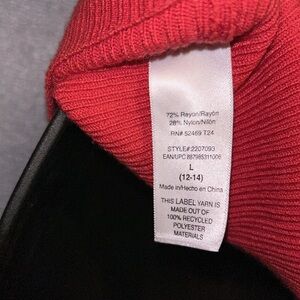 72% Rayon/Rayón
28% Nylon/Nilón
RN# 52469 T24
STYLE# 2207093
EAN/UPC 887985311006
L
(12-14)
Made in/Hecho en China
THIS LABEL YARN IS
MADE OUT OF
100% RECYCLED
POLYESTER
MATERIALS